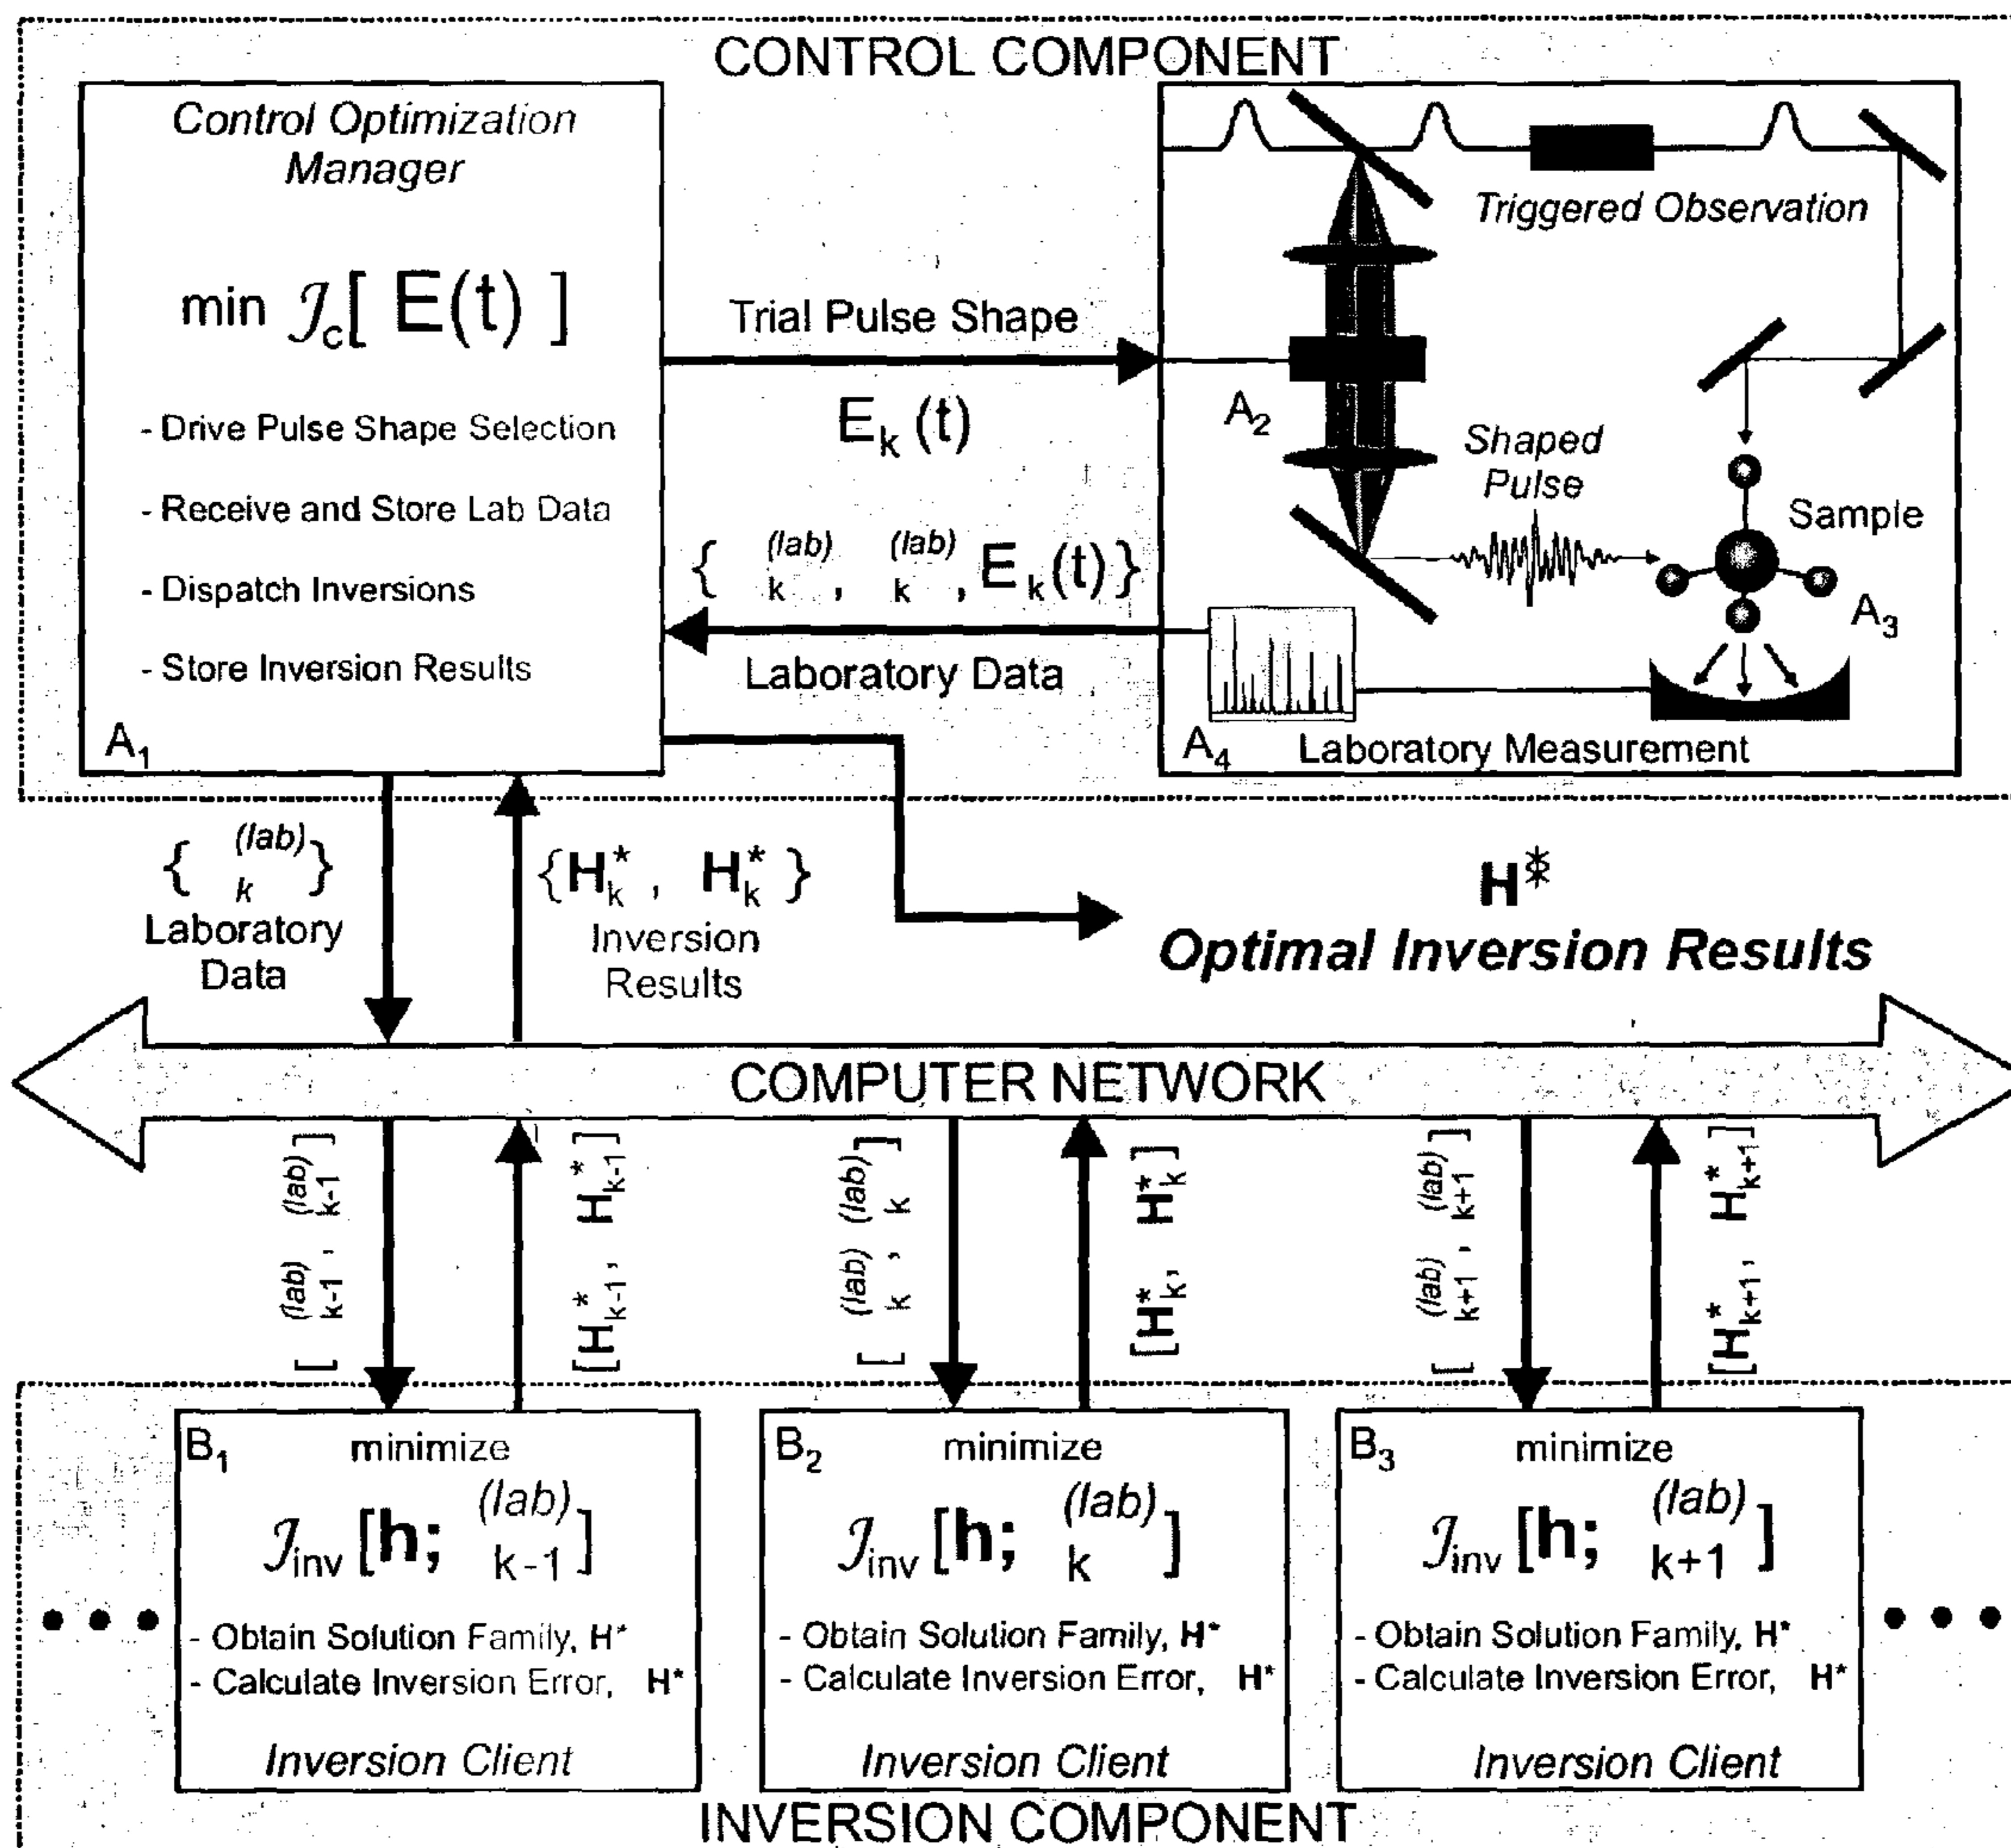 CONTROL COMPONENT
Control Optimization
Manager
min 𝒥c[ E(t) ]
- Drive Pulse Shape Selection
- Receive and Store Lab Data
- Dispatch Inversions
- Store Inversion Results
A1
Trial Pulse Shape
Ek (t)
{ k(lab), k(lab), Ek(t)}
Laboratory Data
Triggered Observation
A2
Shaped
Pulse
Sample
A3
A4
Laboratory Measurement
{ k(lab)}
Laboratory
Data
{H*k , H*k }
Inversion
Results
H*
Optimal Inversion Results
COMPUTER NETWORK
[ k-1(lab), k-1(lab)]
[H*k-1, H*k-1]
[ k(lab), k(lab)]
[H*k, H*k]
[ k+1(lab), k+1(lab)]
[H*k+1, H*k+1]
B1
minimize
𝒥inv [h; k-1(lab)]
- Obtain Solution Family, H*
- Calculate Inversion Error, H*
Inversion Client
B2
minimize
𝒥inv [h; k(lab)]
- Obtain Solution Family, H*
- Calculate Inversion Error, H*
Inversion Client
B3
minimize
𝒥inv [h; k+1(lab)]
- Obtain Solution Family, H*
- Calculate Inversion Error, H*
Inversion Client
INVERSION COMPONENT